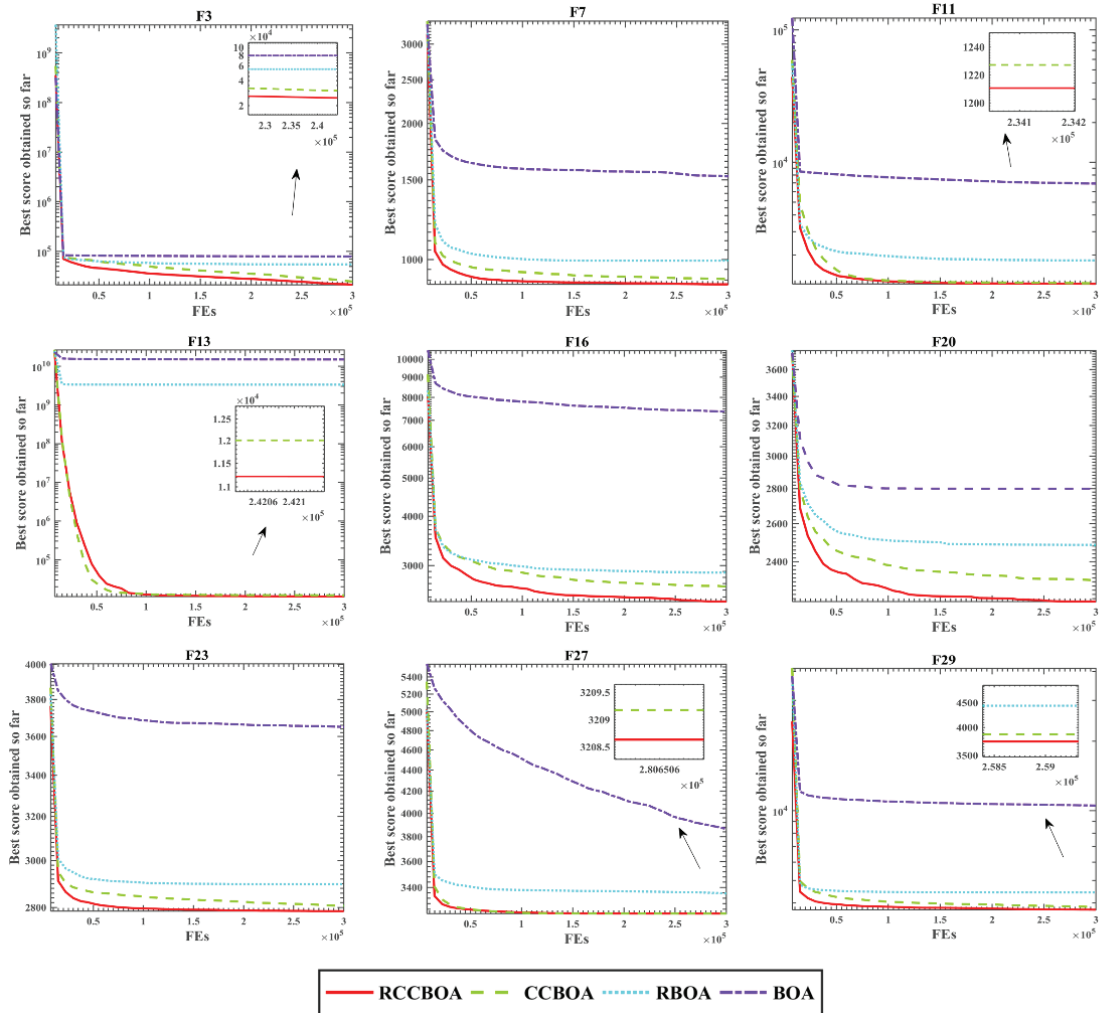 F3
Best score obtained so far
10^9
10^8
10^7
10^6
10^5
×10^4
10
8
6
4
2
2.3 2.35 2.4
×10^5
0.5 1 1.5 2 2.5 3
FEs ×10^5
F7
Best score obtained so far
3000
2500
2000
1500
1000
0.5 1 1.5 2 2.5 3
FEs ×10^5
F11
Best score obtained so far
10^5
10^4
1240
1220
1200
2.341 2.342
×10^5
0.5 1 1.5 2 2.5 3
FEs ×10^5
F13
Best score obtained so far
10^10
10^9
10^8
10^7
10^6
10^5
×10^4
1.25
1.2
1.15
1.1
2.4206 2.421
×10^5
0.5 1 1.5 2 2.5 3
FEs ×10^5
F16
Best score obtained so far
10000
9000
8000
7000
6000
5000
4000
3000
0.5 1 1.5 2 2.5 3
FEs ×10^5
F20
Best score obtained so far
3600
3400
3200
3000
2800
2600
2400
0.5 1 1.5 2 2.5 3
FEs ×10^5
F23
Best score obtained so far
4000
3800
3600
3400
3200
3000
2800
0.5 1 1.5 2 2.5 3
FEs ×10^5
F27
Best score obtained so far
5400
5200
5000
4800
4600
4400
4200
4000
3800
3600
3400
3209.5
3209
3208.5
2.806506
×10^5
0.5 1 1.5 2 2.5 3
FEs ×10^5
F29
Best score obtained so far
10^4
4500
4000
3500
2.585 2.59
×10^5
0.5 1 1.5 2 2.5 3
FEs ×10^5
RCCBOA CCBOA RBOA BOA